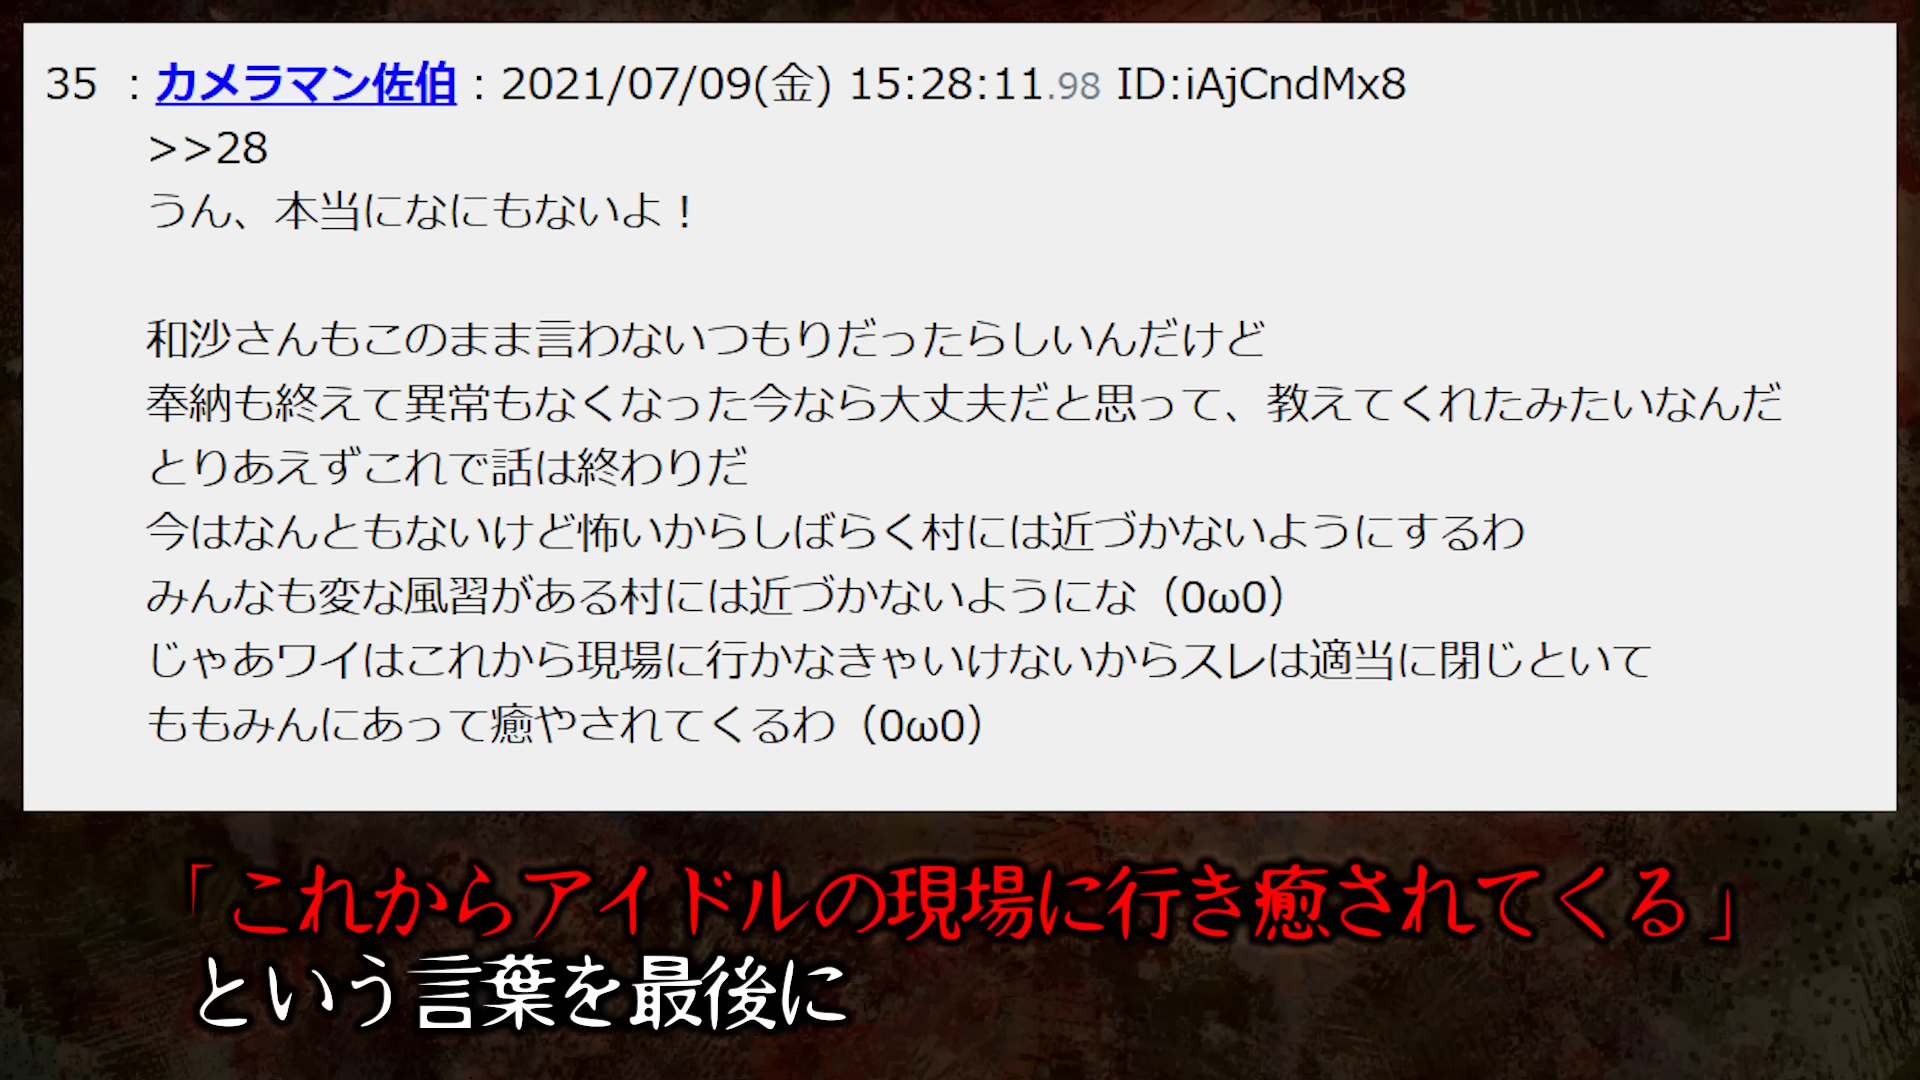 35 ：カメラマン佐伯：2021/07/09(金) 15:28:11.98 ID:iAjCndMx8
>>28
うん、本当になにもないよ！
和沙さんもこのまま言わないつもりだったらしいんだけど
奉納も終えて異常もなくなった今なら大丈夫だと思って、教えてくれたみたいなんだ
とりあえずこれで話は終わりだ
今はなんともないけど怖いからしばらく村には近づかないようにするわ
みんなも変な風習がある村には近づかないようにな（0ω0）
じゃあワイはこれから現場に行かなきゃいけないからスレは適当に閉じといて
ももみんにあって癒やされてくるわ（0ω0）
「これからアイドルの現場に行き癒されてくる」
という言葉を最後に